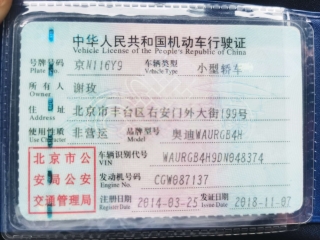 中华人民共和国机动车行驶证
Vehicle License of the People's Republic of China
号牌号码 京N116Y9 车辆类型 小型轿车
Plate No. Vehicle Type
所有人 谢玫
Owner
住址 北京市丰台区右安门外大街199号
Address
使用性质 非营运 品牌型号 奥迪WAURGB4H
Use Character Model
北京市公安局公安交通管理局
车辆识别代号 WAURGB4H9DN048374
VIN
发动机号码 CGW087137
Engine No.
注册日期 2014-03-25 发证日期 2018-11-07
Register Date Issue Date